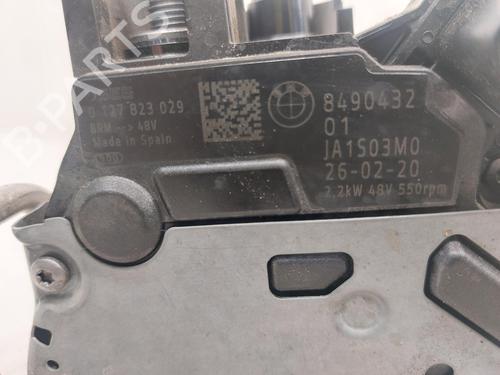 0 137 823 029
BRM --> 48V
Made in Spain
8490432
01
JA1S03M0
26-02-20
2.2kW 48V 550rpm
B-PARTS